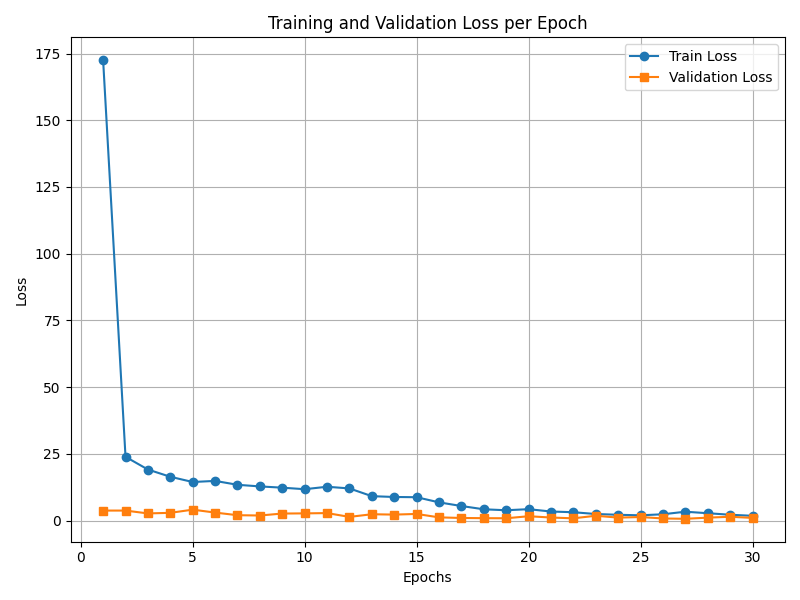 Training and Validation Loss per Epoch
Train Loss
Validation Loss
175
150
125
100
75
50
25
0
Loss
0 5 10 15 20 25 30
Epochs